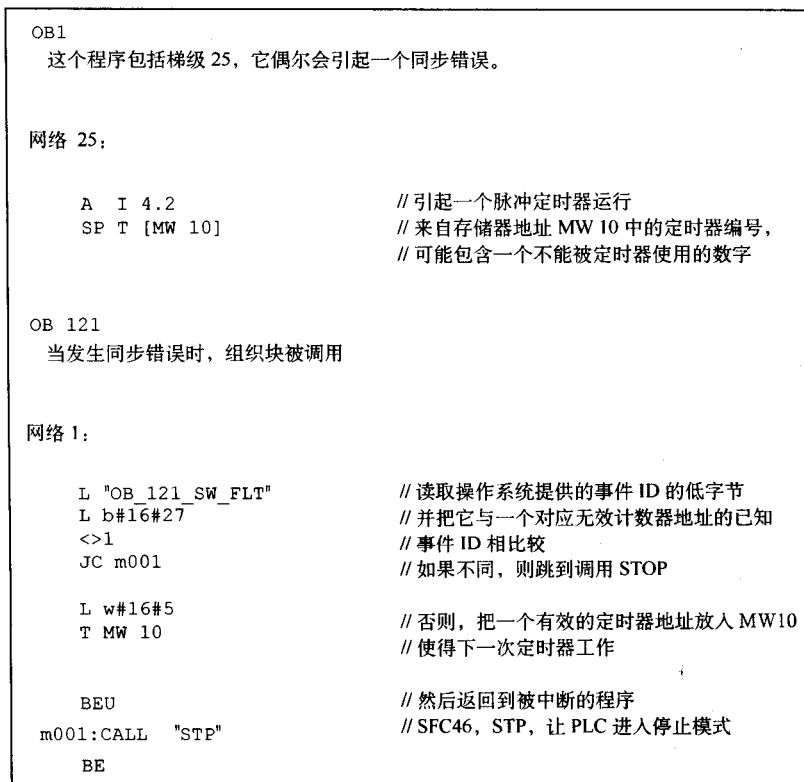 OB1
这个程序包括梯级 25，它偶尔会引起一个同步错误。
网络 25：
A I 4.2 // 引起一个脉冲定时器运行
SP T [MW 10] // 来自存储器地址 MW 10 中的定时器编号，
// 可能包含一个不能被定时器使用的数字
OB 121
当发生同步错误时，组织块被调用
网络 1：
L "OB_121_SW_FLT" // 读取操作系统提供的事件 ID 的低字节
L b#16#27 // 并把它与一个对应无效计数器地址的已知
<>1 // 事件 ID 相比较
JC m001 // 如果不同，则跳到调用 STOP
L w#16#5 // 否则，把一个有效的定时器地址放入 MW10
T MW 10 // 使得下一次定时器工作
BEU // 然后返回到被中断的程序
m001:CALL "STP" // SFC46，STP，让 PLC 进入停止模式
BE